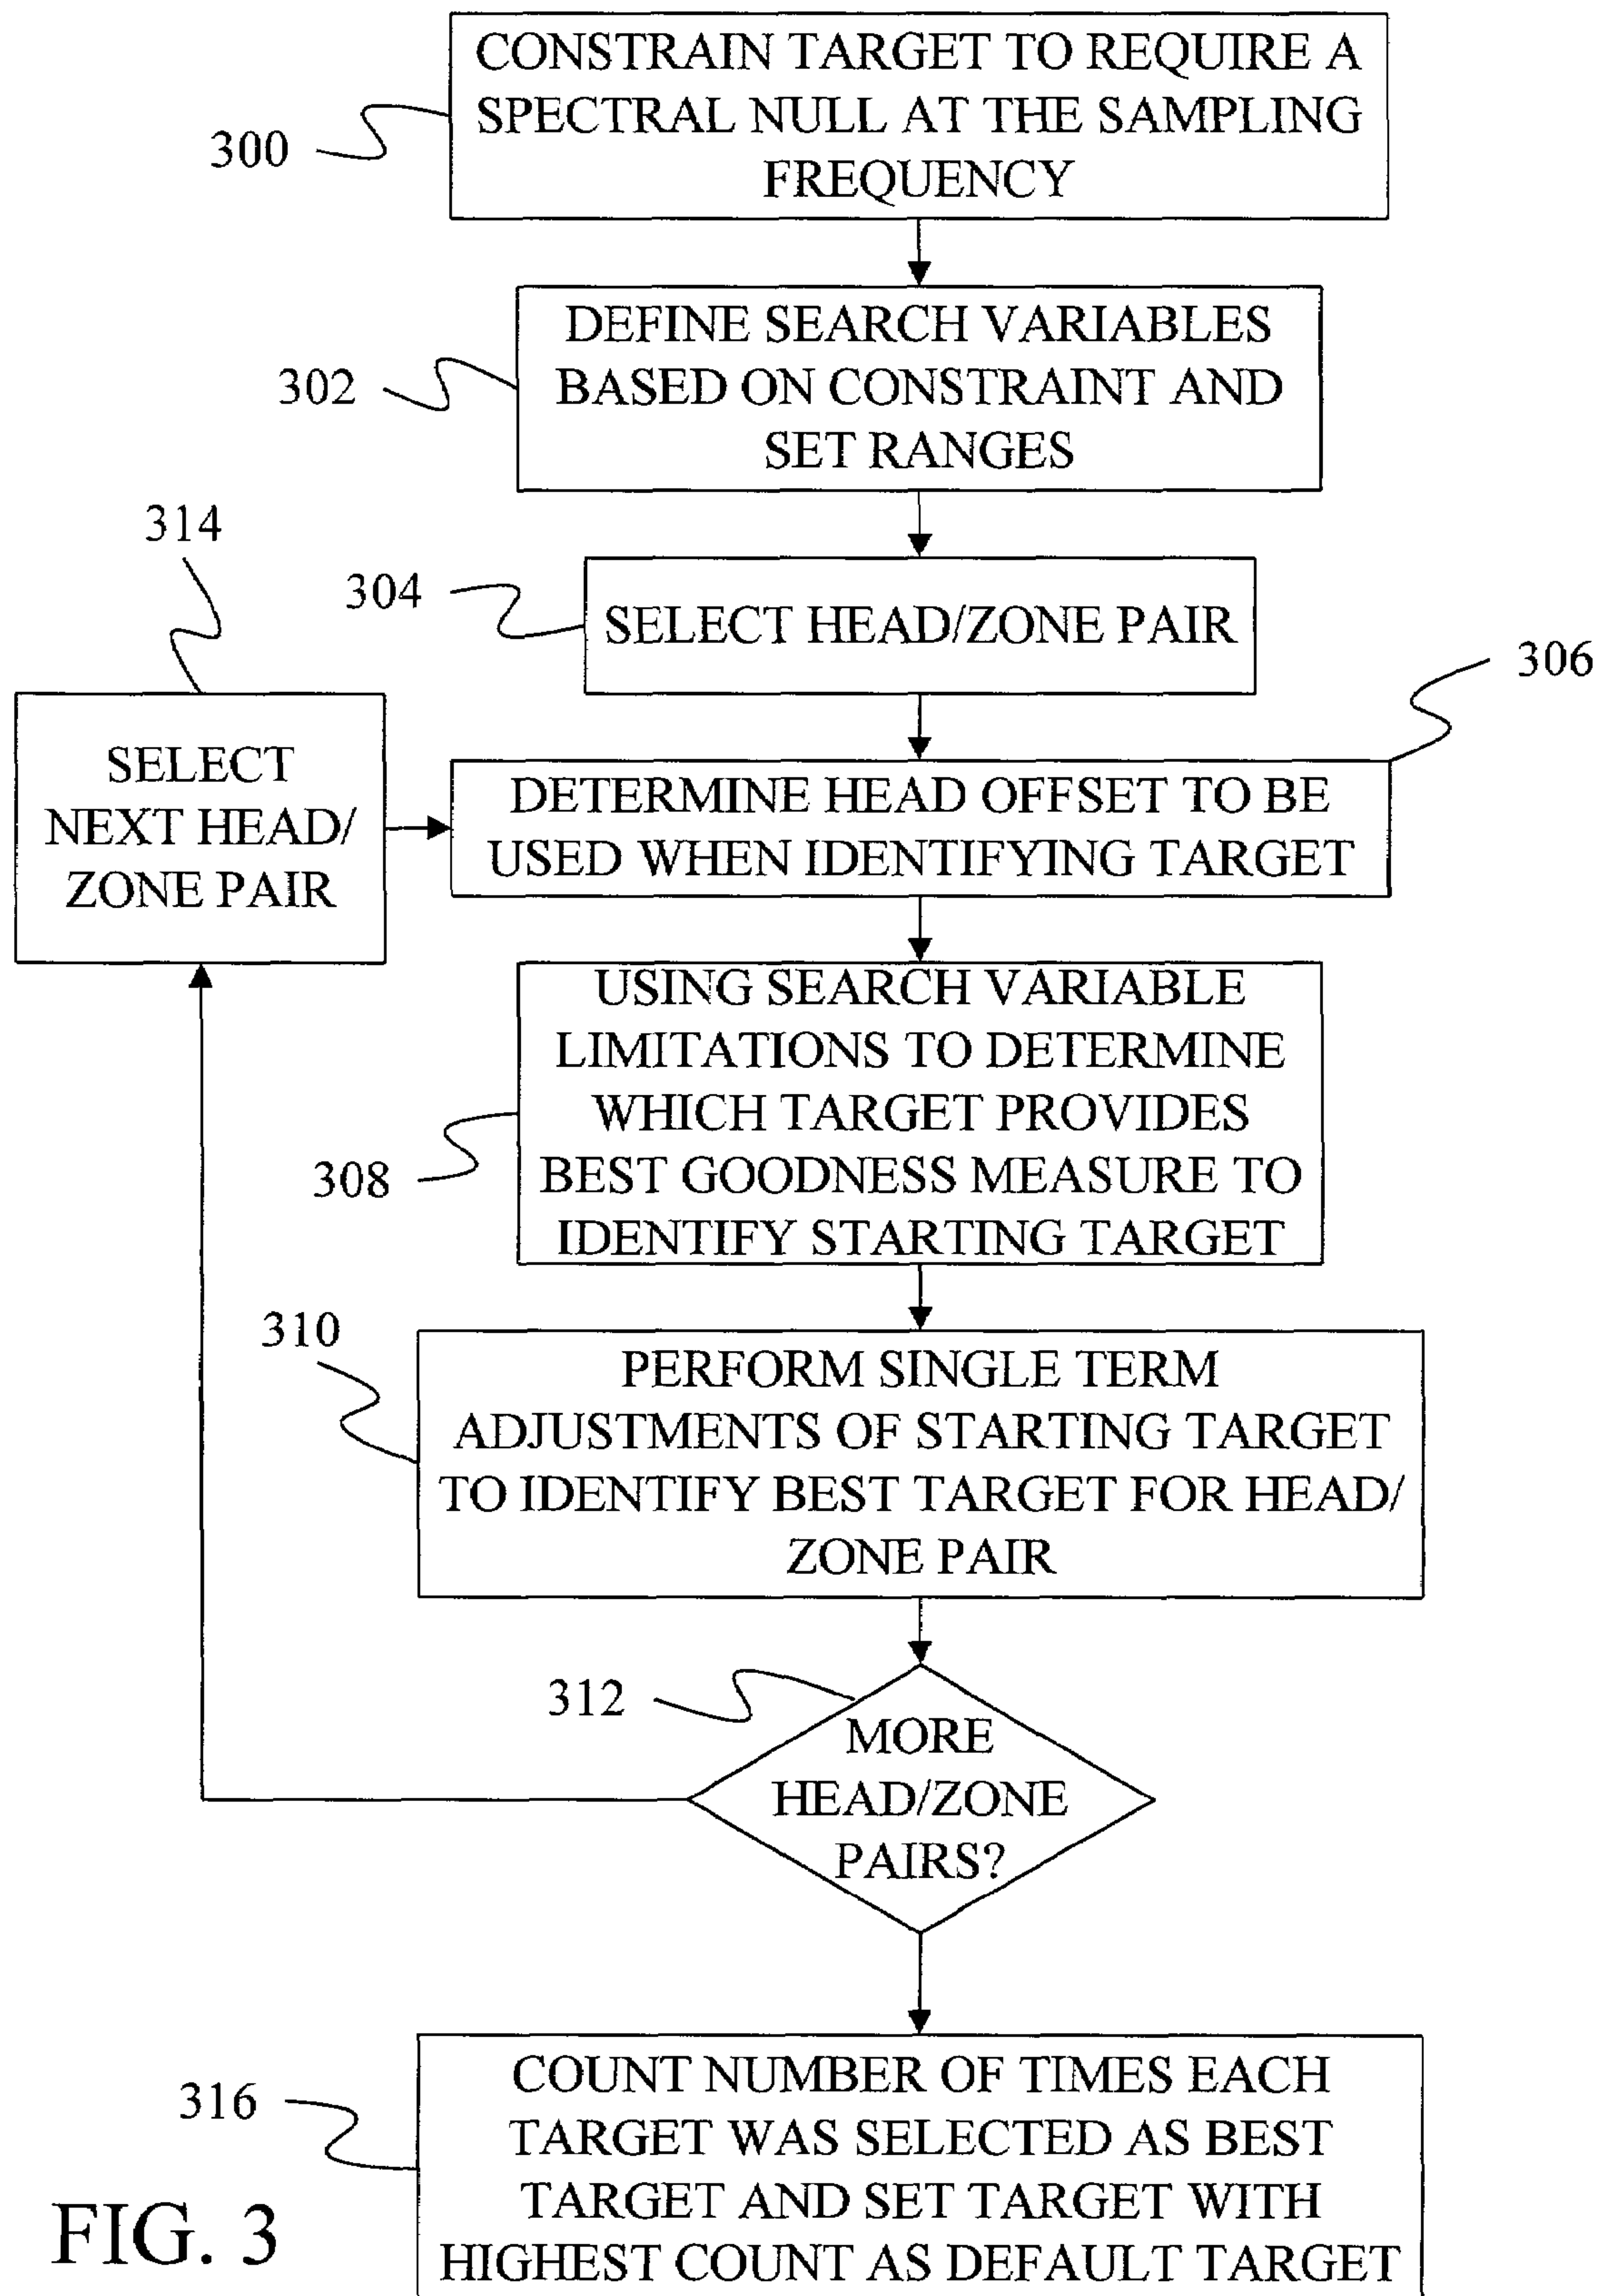 CONSTRAIN TARGET TO REQUIRE A
SPECTRAL NULL AT THE SAMPLING
FREQUENCY
300
DEFINE SEARCH VARIABLES
BASED ON CONSTRAINT AND
SET RANGES
302
314
304
SELECT HEAD/ZONE PAIR
306
SELECT
NEXT HEAD/
ZONE PAIR
DETERMINE HEAD OFFSET TO BE
USED WHEN IDENTIFYING TARGET
USING SEARCH VARIABLE
LIMITATIONS TO DETERMINE
WHICH TARGET PROVIDES
BEST GOODNESS MEASURE TO
IDENTIFY STARTING TARGET
308
310
PERFORM SINGLE TERM
ADJUSTMENTS OF STARTING TARGET
TO IDENTIFY BEST TARGET FOR HEAD/
ZONE PAIR
312
MORE
HEAD/ZONE
PAIRS?
316
COUNT NUMBER OF TIMES EACH
TARGET WAS SELECTED AS BEST
TARGET AND SET TARGET WITH
HIGHEST COUNT AS DEFAULT TARGET
FIG. 3